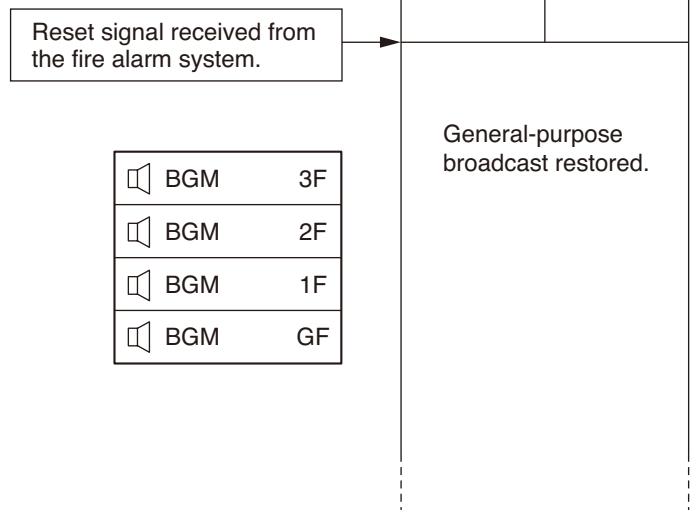 Reset signal received from
the fire alarm system.
General-purpose
broadcast restored.
BGM 3F
BGM 2F
BGM 1F
BGM GF